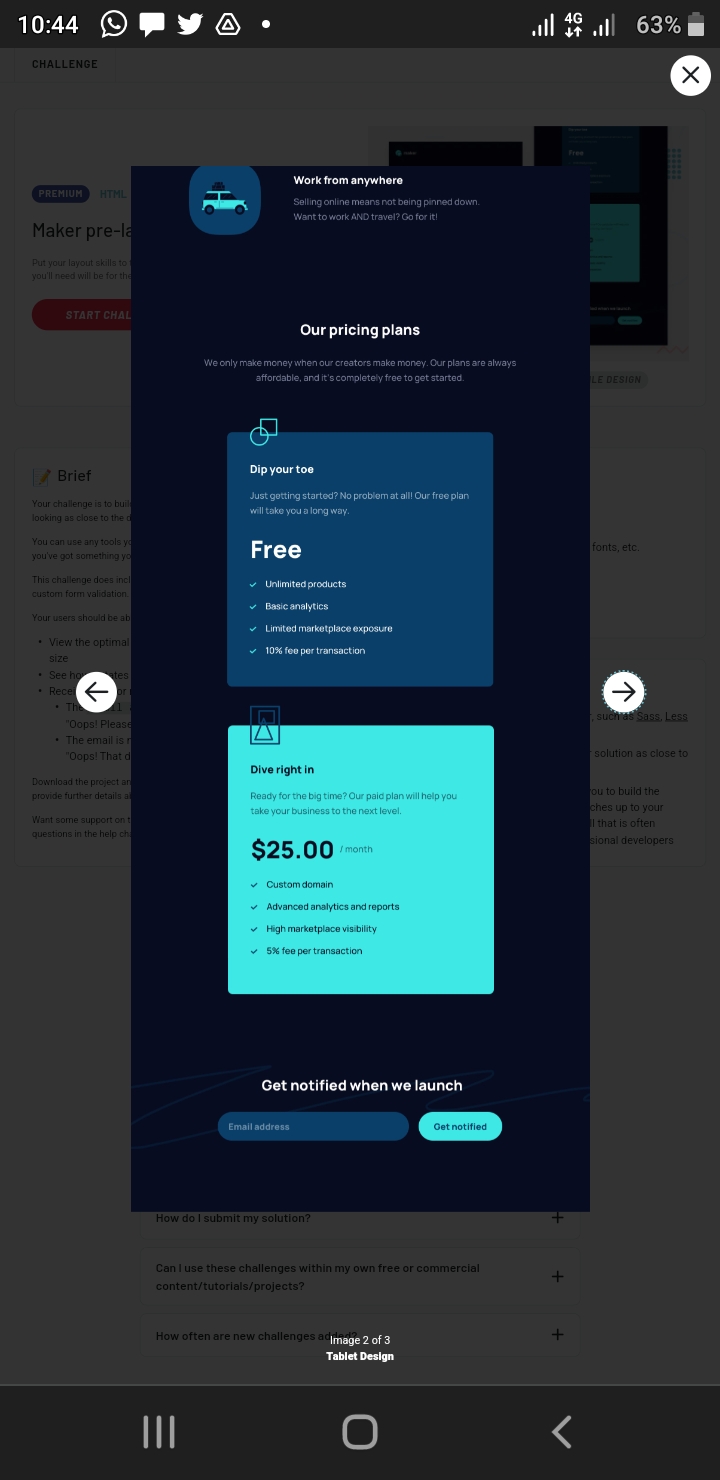 10:44
4G
63%
CHALLENGE
PREMIUM
HTML
Maker pre-la
Put your layout skills to
you'll need will be for the
START CHAL
Free
LE DESIGN
📝 Brief
Your challenge is to build
looking as close to the d
You can use any tools yo
you've got something yo
This challenge does incl
custom form validation.
Your users should be ab
• View the optimal
size
• See ho ates
• Rece or
"Oops! Please
• The email is n
"Oops! That d
Download the project an
provide further details a
Want some support on t
questions in the help cha
fonts, etc.
, such as Sass, Less
r solution as close to
you to build the
ches up to your
ll that is often
sional developers
Work from anywhere
Selling online means not being pinned down.
Want to work AND travel? Go for it!
Our pricing plans
We only make money when our creators make money. Our plans are always
affordable, and it's completely free to get started.
Dip your toe
Just getting started? No problem at all! Our free plan
will take you a long way.
Free
Unlimited products
Basic analytics
Limited marketplace exposure
10% fee per transaction
Dive right in
Ready for the big time? Our paid plan will help you
take your business to the next level.
$25.00 / month
Custom domain
Advanced analytics and reports
High marketplace visibility
5% fee per transaction
Get notified when we launch
Email address
Get notified
How do I submit my solution?
Can I use these challenges within my own free or commercial
content/tutorials/projects?
How often are new challenges added?
Image 2 of 3
Tablet Design